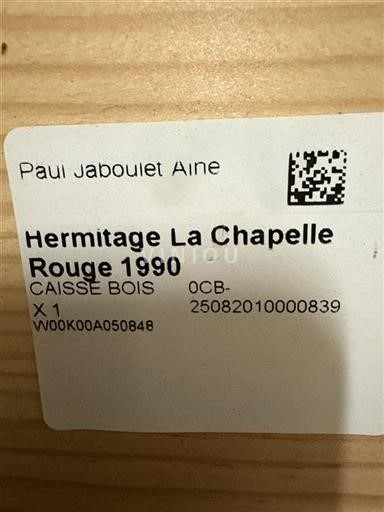 Paul Jaboulet Aine
Hermitage La Chapelle
Rouge 1990
CAISSE BOIS 0CB-
X 1 25082010000839
W00K00A050848